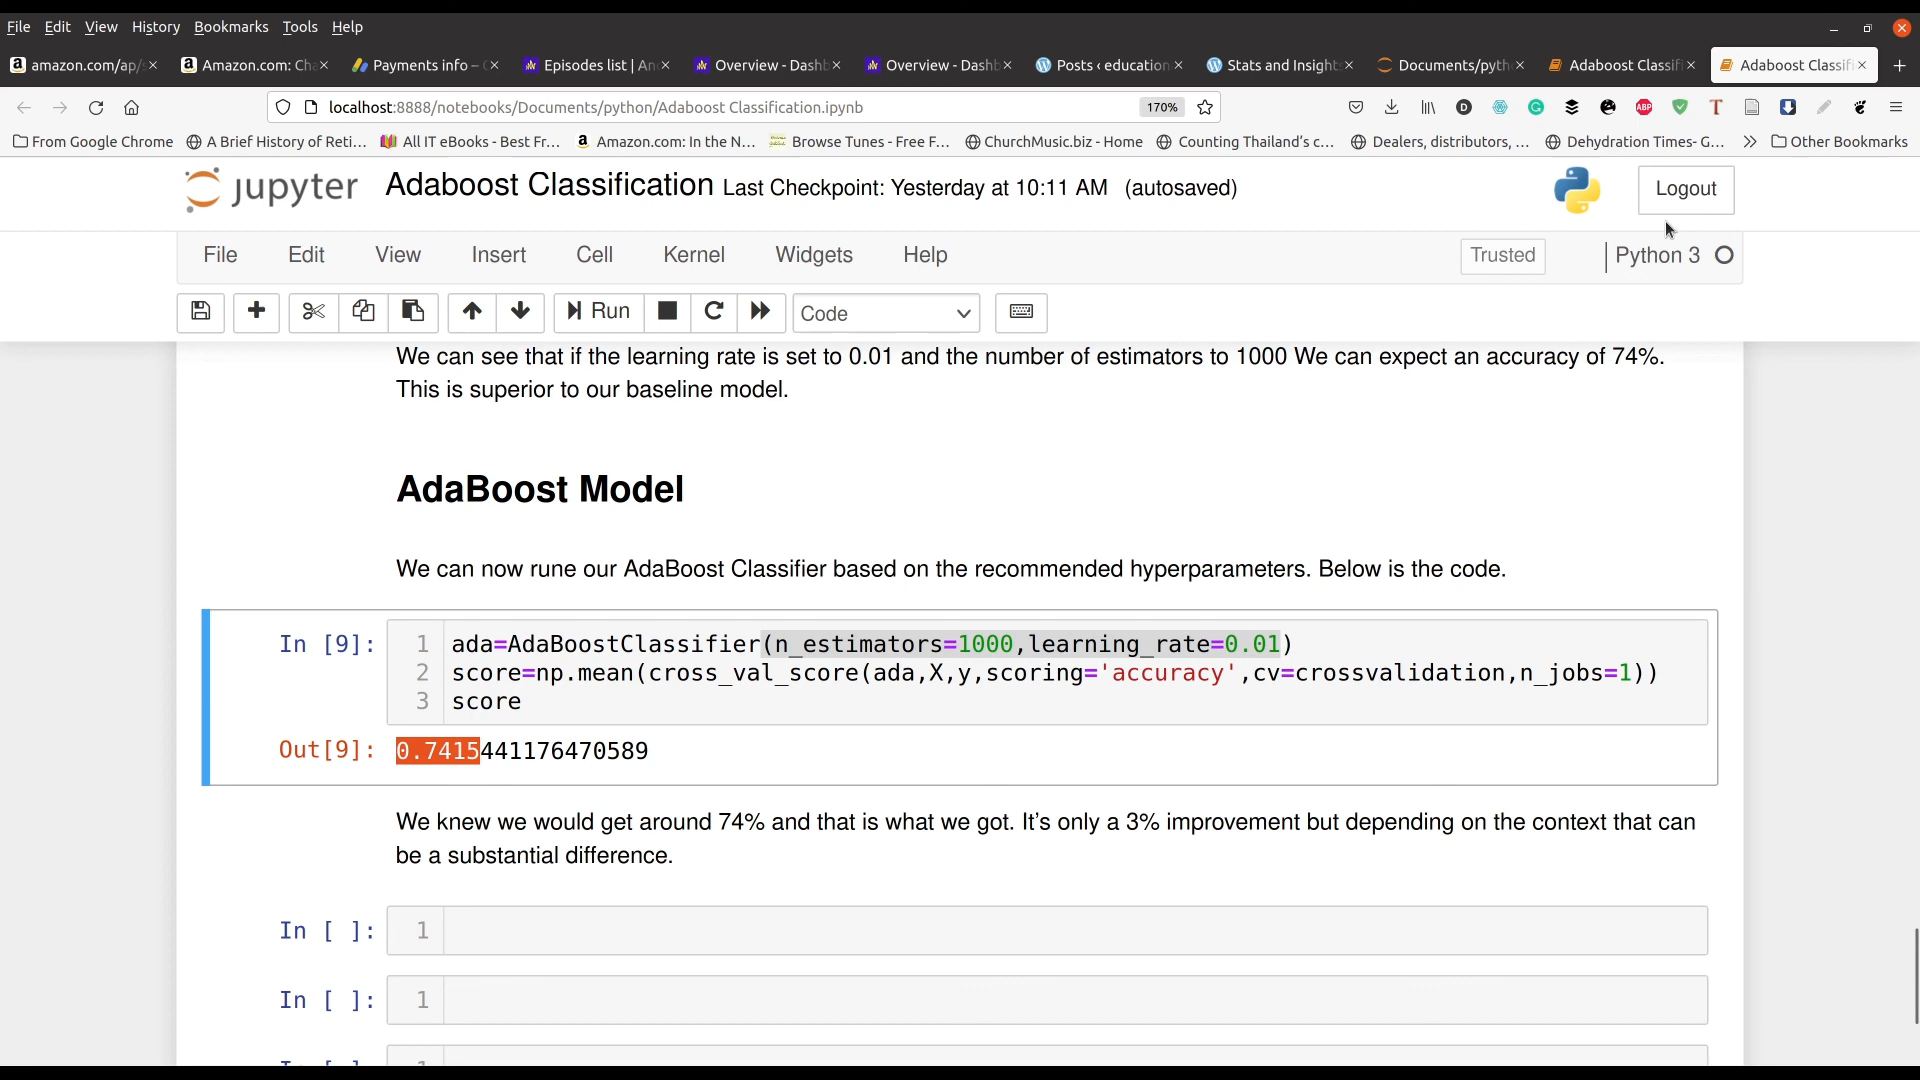 File Edit View History Bookmarks Tools Help
amazon.com/ap/s Amazon.com: Cha Payments info – G Episodes list | An Overview - Dashb Overview - Dashb Posts ‹ education Stats and Insight Documents/pyth Adaboost Classifi Adaboost Classifi
localhost:8888/notebooks/Documents/python/Adaboost Classification.ipynb 170%
From Google Chrome A Brief History of Reti... All IT eBooks - Best Fr... Amazon.com: In the N... Browse Tunes - Free F... ChurchMusic.biz - Home Counting Thailand's c... Dealers, distributors, ... Dehydration Times- G... Other Bookmarks
jupyter Adaboost Classification Last Checkpoint: Yesterday at 10:11 AM (autosaved) Logout
File Edit View Insert Cell Kernel Widgets Help Trusted Python 3
Run Code
We can see that if the learning rate is set to 0.01 and the number of estimators to 1000 We can expect an accuracy of 74%.
This is superior to our baseline model.
AdaBoost Model
We can now rune our AdaBoost Classifier based on the recommended hyperparameters. Below is the code.
In [9]: 1 ada=AdaBoostClassifier(n_estimators=1000,learning_rate=0.01)
2 score=np.mean(cross_val_score(ada,X,y,scoring='accuracy',cv=crossvalidation,n_jobs=1))
3 score
Out[9]: 0.7415441176470589
We knew we would get around 74% and that is what we got. It's only a 3% improvement but depending on the context that can
be a substantial difference.
In [ ]: 1
In [ ]: 1